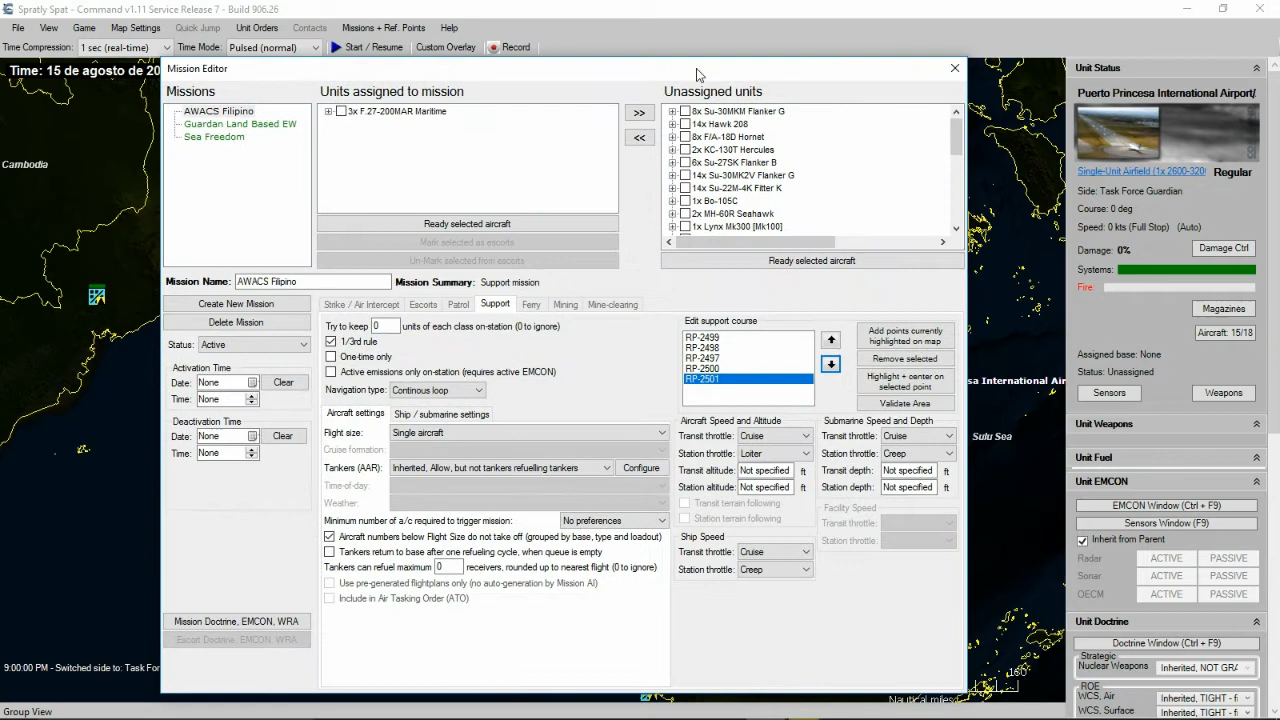 Spratly Spat - Command v1.11 Service Release 7 - Build 906.26
File View Game Map Settings Quick Jump Unit Orders Contacts Missions + Ref. Points Help
Time Compression: 1 sec (real-time) Time Mode: Pulsed (normal) Start / Resume Custom Overlay Record
Time: 15 de agosto de 20
Cambodia
9:00:00 PM - Switched side to: Task For
Group View
Mission Editor
Missions
AWACS Filipino
Guardan Land Based EW
Sea Freedom
Units assigned to mission
3x F.27-200MAR Maritime
>>
<<
Unassigned units
8x Su-30MKM Flanker G
14x Hawk 208
8x F/A-18D Hornet
2x KC-130T Hercules
6x Su-27SK Flanker B
14x Su-30MK2V Flanker G
14x Su-22M-4K Fitter K
1x Bo-105C
2x MH-60R Seahawk
1x Lynx Mk300 [Mk100]
Ready selected aircraft
Mark selected as escorts
Un-Mark selected from escorts
Ready selected aircraft
Mission Name: AWACS Filipino Mission Summary: Support mission
Create New Mission
Delete Mission
Status: Active
Activation Time
Date: None Clear
Time: None
Deactivation Time
Date: None Clear
Time: None
Mission Doctrine, EMCON, WRA
Escort Doctrine, EMCON, WRA
Strike / Air Intercept Escorts Patrol Support Ferry Mining Mine-clearing
Try to keep 0 units of each class on-station (0 to ignore)
1/3rd rule
One-time only
Active emissions only on-station (requires active EMCON)
Navigation type: Continous loop
Aircraft settings Ship / submarine settings
Flight size: Single aircraft
Cruise formation:
Tankers (AAR): Inherited, Allow, but not tankers refuelling tankers Configure
Time-of-day:
Weather:
Minimum number of a/c required to trigger mission: No preferences
Aircraft numbers below Flight Size do not take off (grouped by base, type and loadout)
Tankers return to base after one refueling cycle, when queue is empty
Tankers can refuel maximum 0 receivers, rounded up to nearest flight (0 to ignore)
Use pre-generated flightplans only (no auto-generation by Mission AI)
Include in Air Tasking Order (ATO)
Edit support course
RP-2499
RP-2498
RP-2497
RP-2500
RP-2501
Add points currently
highlighted on map
Remove selected
Highlight + center on
selected point
Validate Area
Aircraft Speed and Altitude
Transit throttle: Cruise
Station throttle: Loiter
Transit altitude: Not specified ft
Station altitude: Not specified ft
Transit terrain following
Station terrain following
Ship Speed
Transit throttle: Cruise
Station throttle: Creep
Submarine Speed and Depth
Transit throttle: Cruise
Station throttle: Creep
Transit depth: Not specified ft
Station depth: Not specified ft
Facility Speed
Transit throttle:
Station throttle:
a International Air
Sulu Sea
160
Nautical miles
Unit Status
Puerto Princesa International Airport/
Single-Unit Airfield (1x 2600-320 Regular
Side: Task Force Guardian
Course: 0 deg
Speed: 0 kts (Full Stop) (Auto)
Damage: 0% Damage Ctrl
Systems:
Fire:
Magazines
Aircraft: 15/18
Assigned base: None
Status: Unassigned
Sensors Weapons
Unit Weapons
Unit Fuel
Unit EMCON
EMCON Window (Ctrl + F9)
Sensors Window (F9)
Inherit from Parent
Radar ACTIVE PASSIVE
Sonar ACTIVE PASSIVE
OECM ACTIVE PASSIVE
Unit Doctrine
Doctrine Window (Ctrl + F9)
Strategic
Nuclear Weapons Inherited, NOT GRA
ROE
WCS, Air Inherited, TIGHT - fi
WCS, Surface Inherited, TIGHT - fi